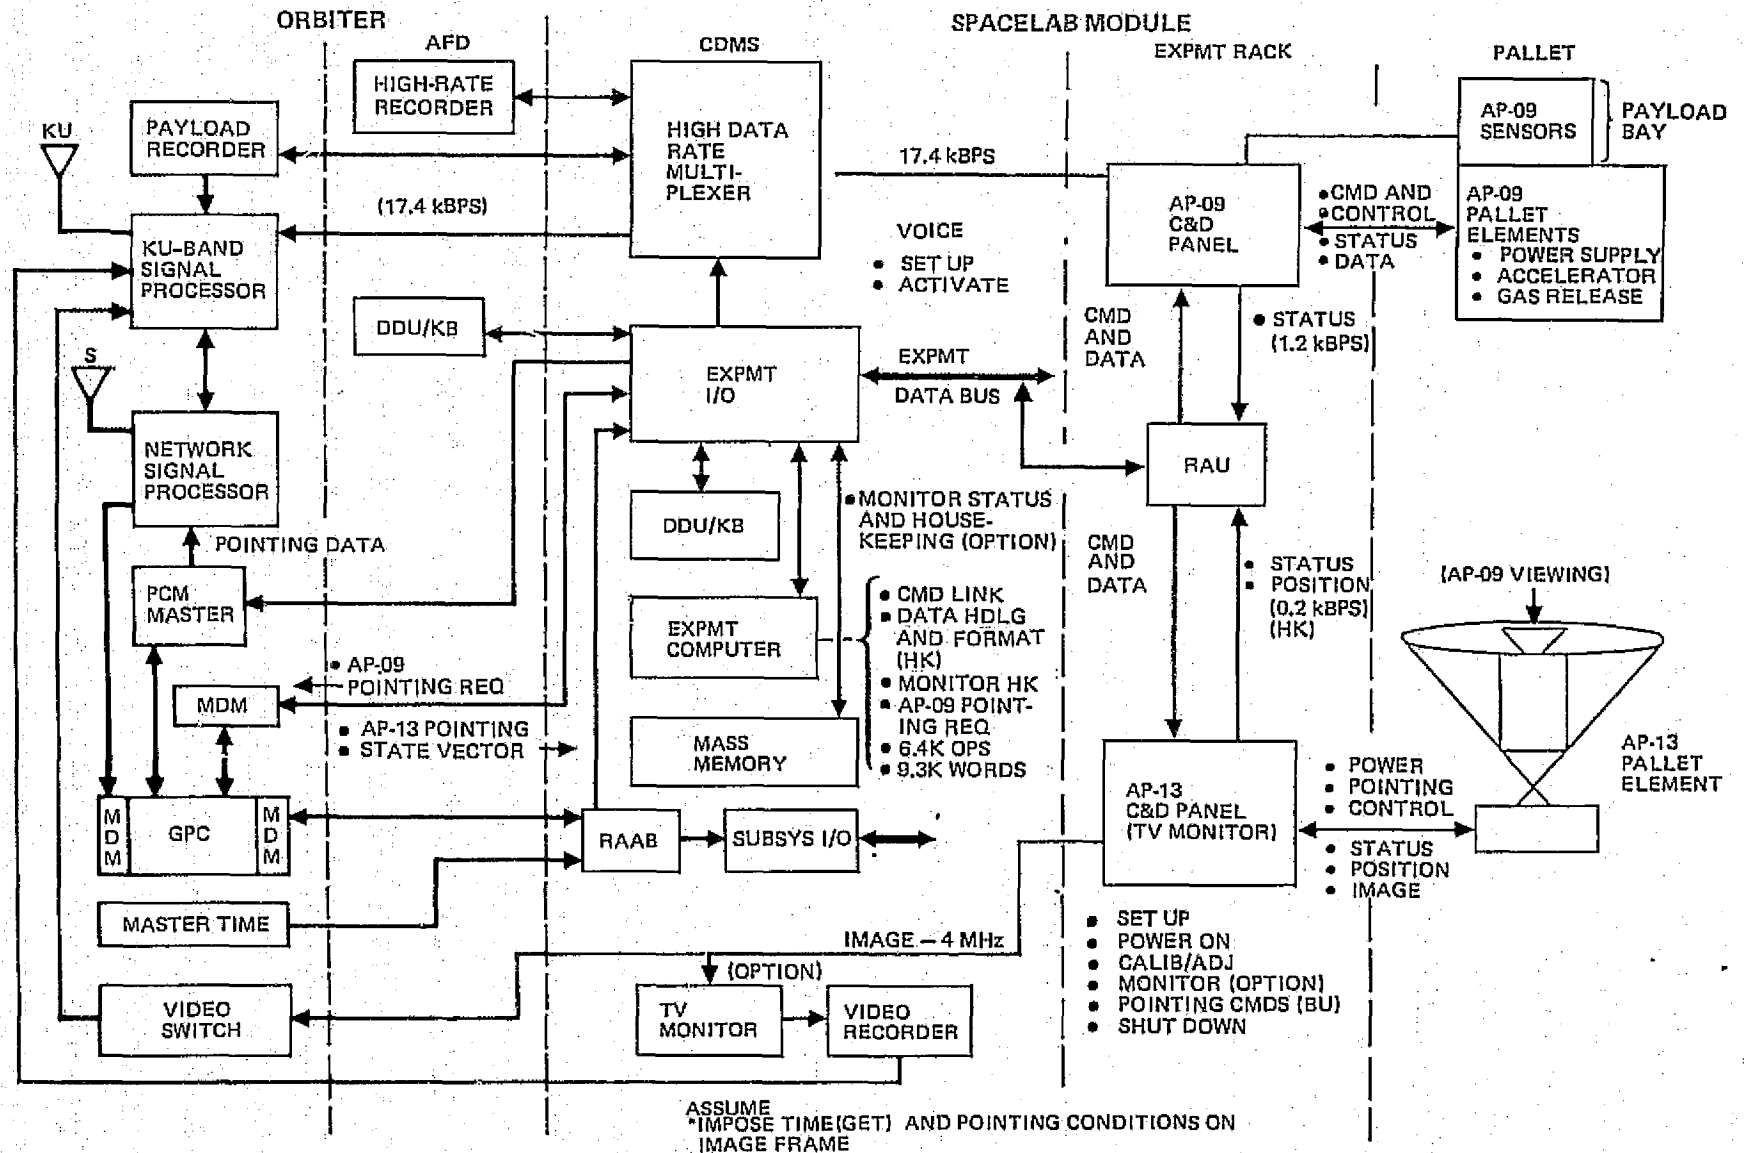 ORBITER
SPACELAB MODULE
AFD
CDMS
EXPMT RACK
PALLET
KU
PAYLOAD
RECORDER
HIGH-RATE
RECORDER
HIGH DATA
RATE
MULTI-
PLEXER
17.4 kBPS
AP-09
SENSORS
PAYLOAD
BAY
(17.4 kBPS)
KU-BAND
SIGNAL
PROCESSOR
VOICE
• SET UP
• ACTIVATE
AP-09
C&D
PANEL
• CMD AND
• CONTROL
• STATUS
• DATA
AP-09
PALLET
ELEMENTS
• POWER SUPPLY
• ACCELERATOR
• GAS RELEASE
DDU/KB
S
EXPMT
I/O
EXPMT
DATA BUS
CMD
AND
DATA
• STATUS
(1.2 kBPS)
NETWORK
SIGNAL
PROCESSOR
RAU
DDU/KB
• MONITOR STATUS
AND HOUSE-
KEEPING (OPTION)
POINTING DATA
PCM
MASTER
CMD
AND
DATA
• STATUS
• POSITION
(0.2 kBPS)
(HK)
(AP-09 VIEWING)
EXPMT
COMPUTER
• CMD LINK
• DATA HDLG
AND FORMAT
(HK)
• MONITOR HK
• AP-09 POINT-
ING REQ
• 6.4K OPS
• 9.3K WORDS
• AP-09
POINTING REQ
MDM
• AP-13 POINTING
• STATE VECTOR
MASS
MEMORY
AP-13
PALLET
ELEMENT
AP-13
C&D PANEL
(TV MONITOR)
• POWER
• POINTING
• CONTROL
• STATUS
• POSITION
• IMAGE
MDM
GPC
MDM
RAAB
SUBSYS I/O
MASTER TIME
IMAGE – 4 MHz
• SET UP
• POWER ON
• CALIB/ADJ
• MONITOR (OPTION)
• POINTING CMDS (BU)
• SHUT DOWN
(OPTION)
VIDEO
SWITCH
TV
MONITOR
VIDEO
RECORDER
ASSUME
*IMPOSE TIME(GET) AND POINTING CONDITIONS ON
IMAGE FRAME